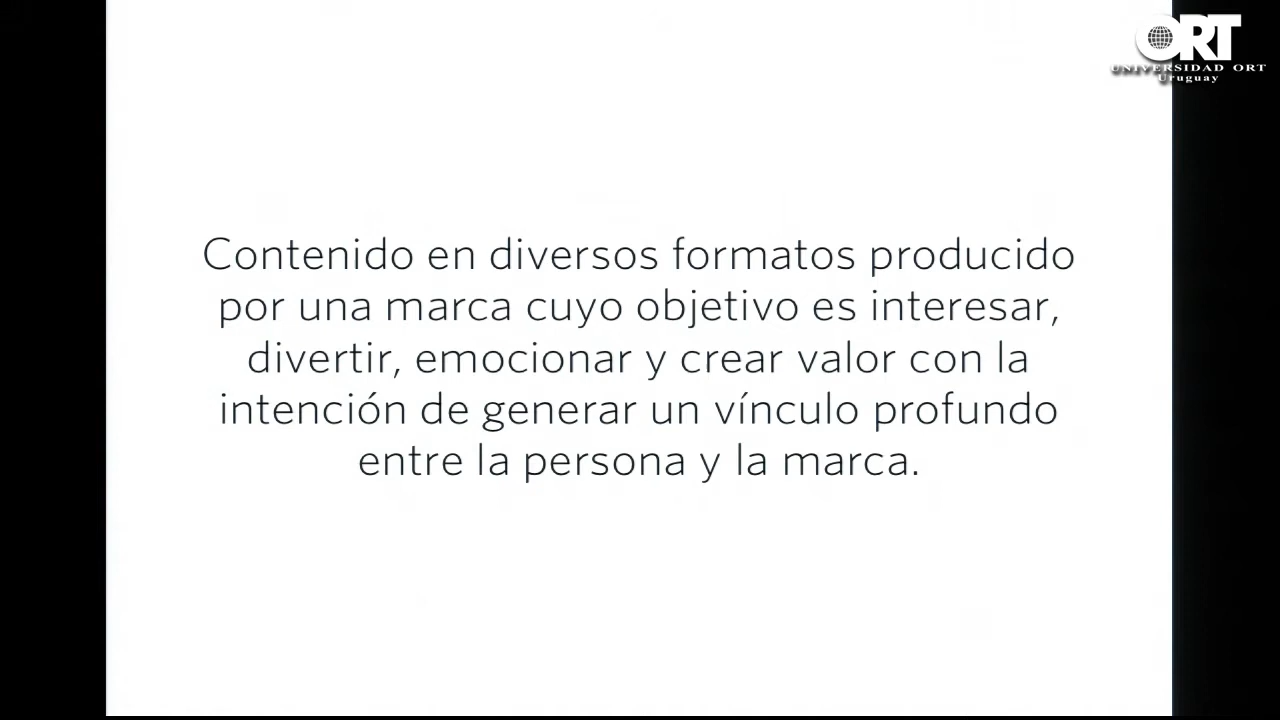 ORT
UNIVERSIDAD ORT
Uruguay
Contenido en diversos formatos producido
por una marca cuyo objetivo es interesar,
divertir, emocionar y crear valor con la
intención de generar un vínculo profundo
entre la persona y la marca.